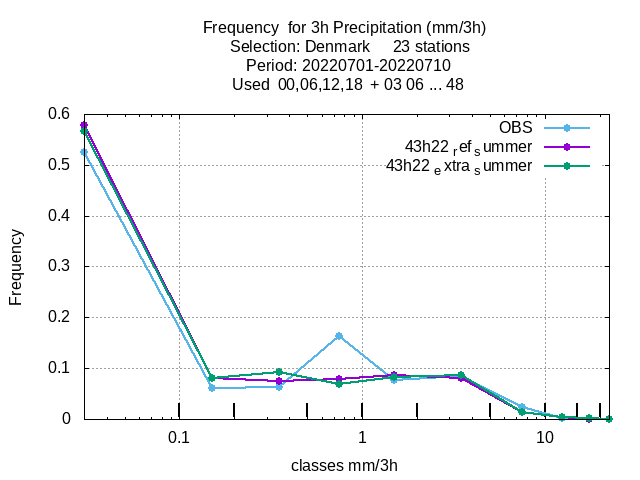 Frequency  for 3h Precipitation (mm/3h)
Selection: Denmark     23 stations
Period: 20220701-20220710
Used  00,06,12,18  + 03 06 ... 48
OBS
43h22 ref summer
43h22 extra summer
0.6
0.5
0.4
0.3
0.2
0.1
0
Frequency
0.1 1 10
classes mm/3h